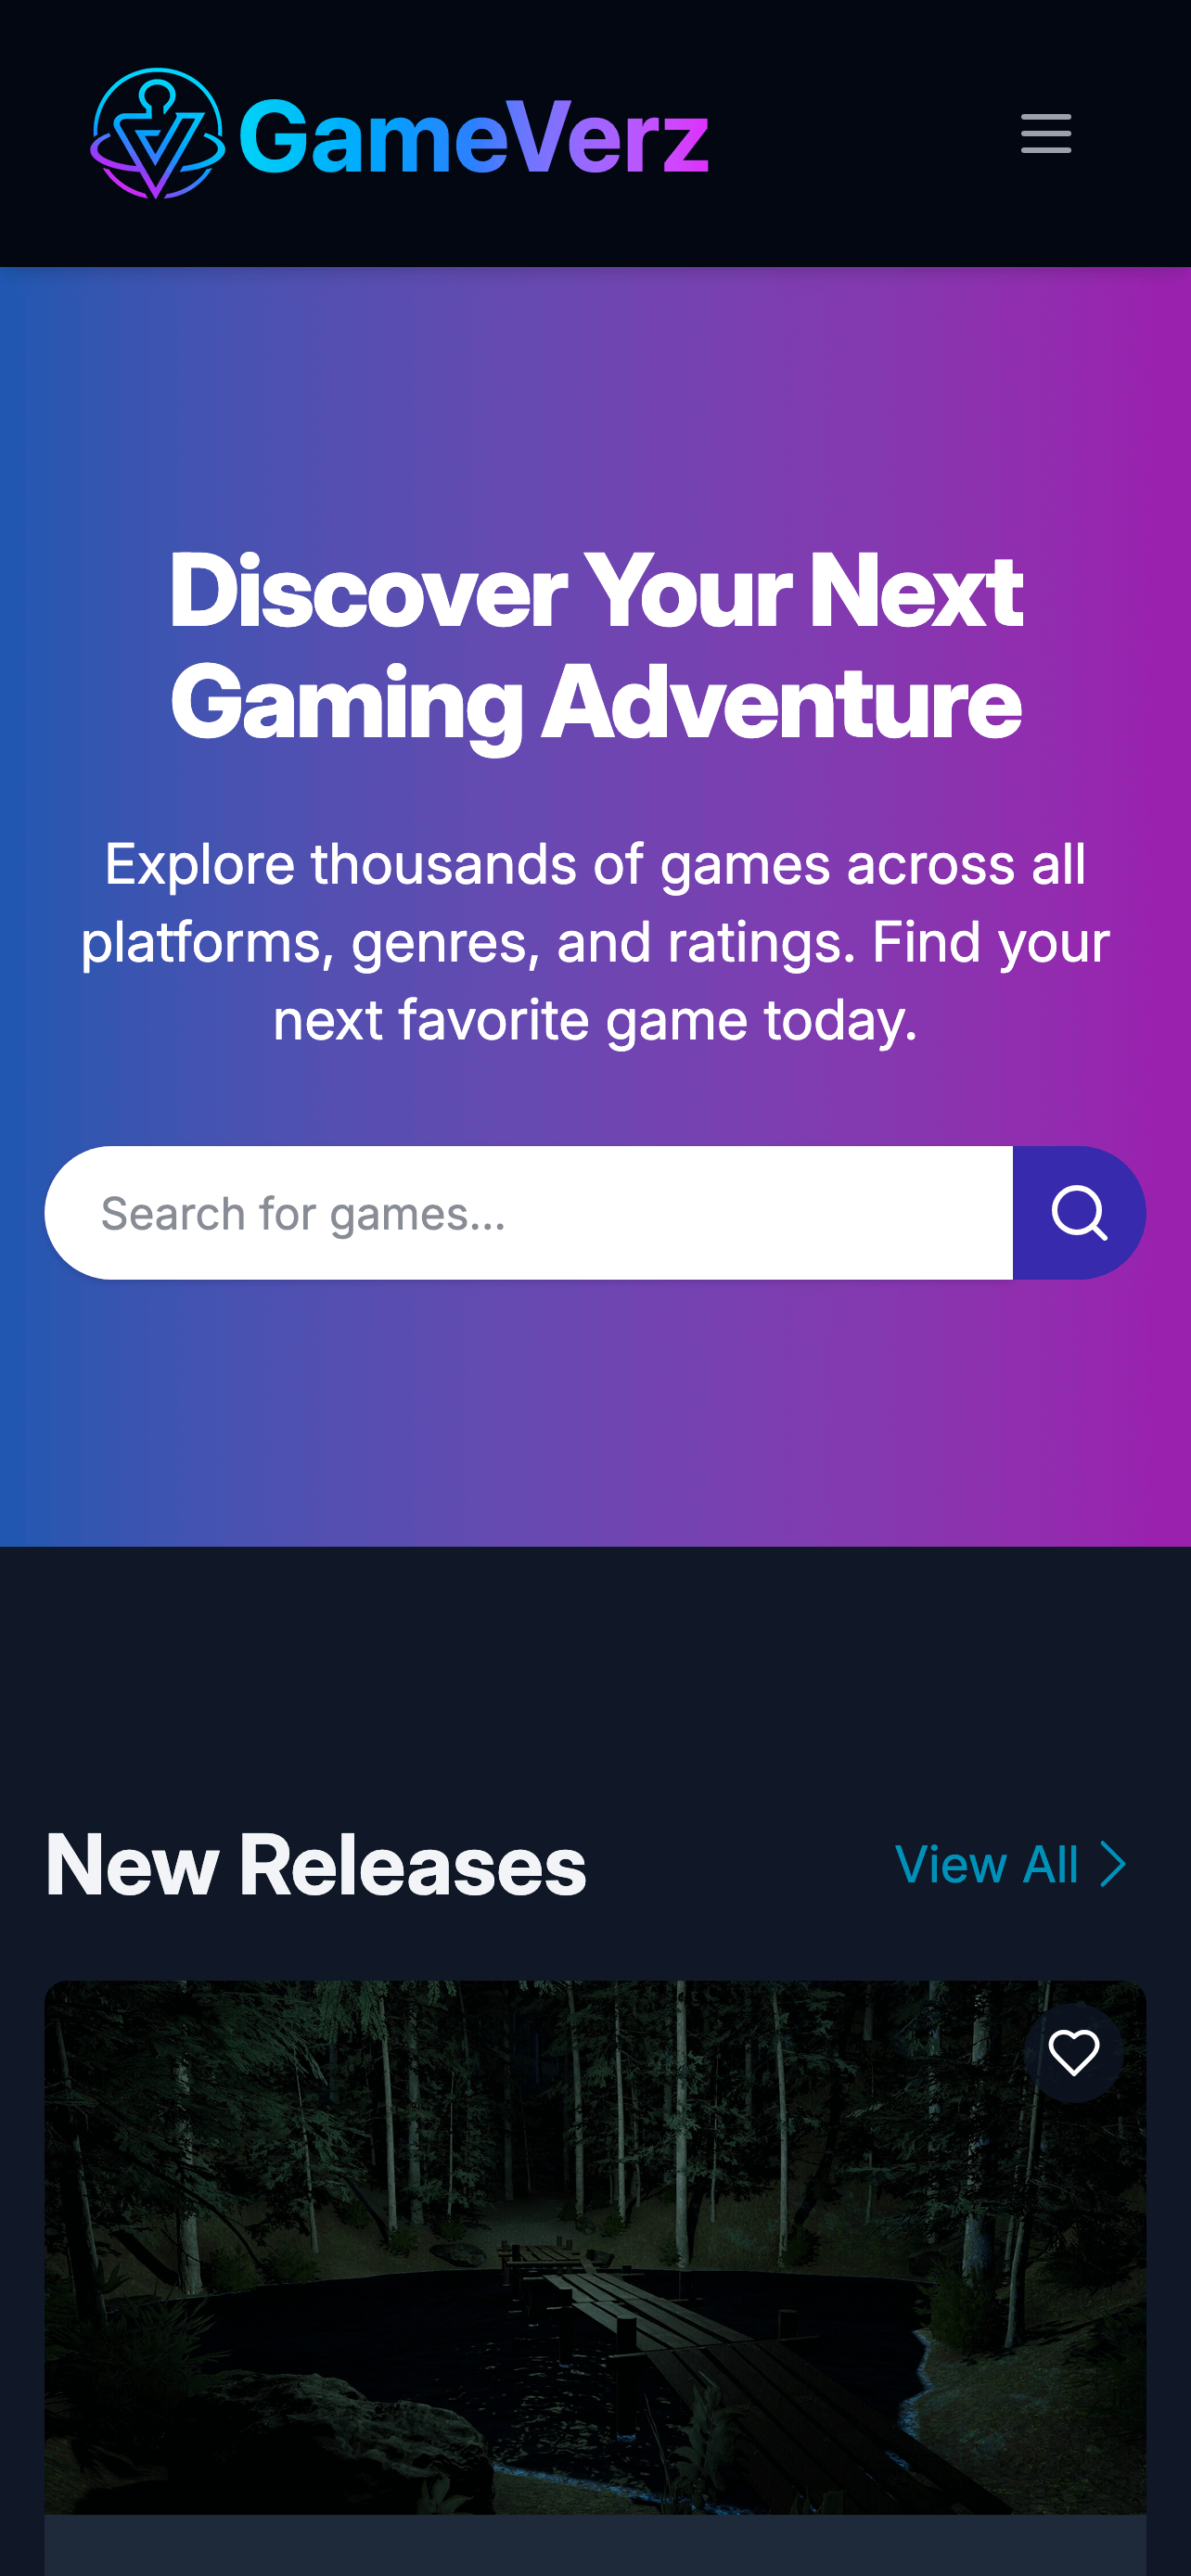 GameVerz
Discover Your Next
Gaming Adventure
Explore thousands of games across all
platforms, genres, and ratings. Find your
next favorite game today.
Search for games...
New Releases
View All